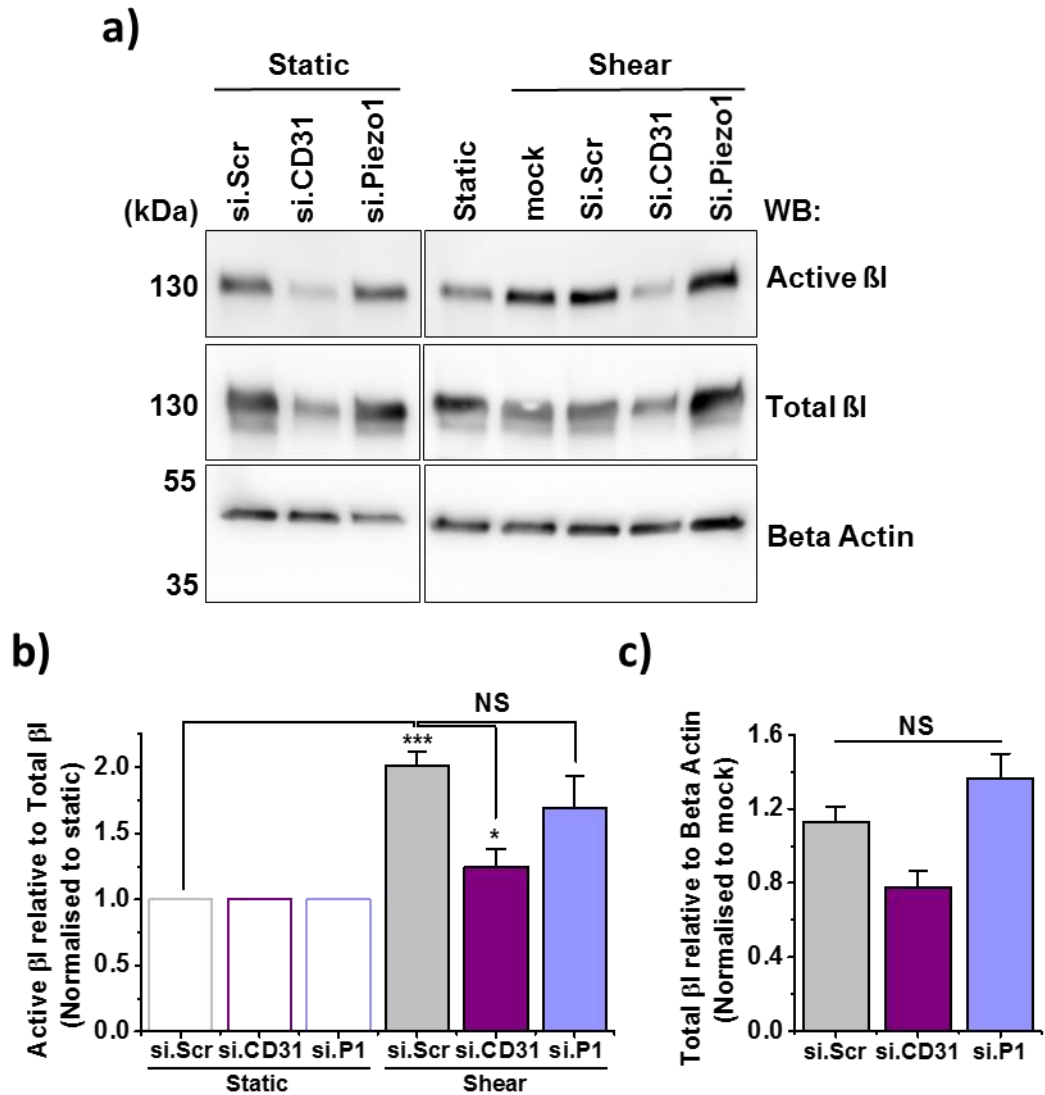 a)
Static Shear
si.Scr si.CD31 si.Piezo1 Static mock Si.Scr Si.CD31 Si.Piezo1
(kDa) WB:
130 Active ßI
130 Total ßI
55
Beta Actin
35
b)
Active βI relative to Total βI
(Normalised to static)
NS
***
*
2.0
1.5
1.0
0.5
0.0
si.Scr si.CD31 si.P1 si.Scr si.CD31 si.P1
Static Shear
c)
Total βI relative to Beta Actin
(Normalised to mock)
NS
1.6
1.2
0.8
0.4
0.0
si.Scr si.CD31 si.P1